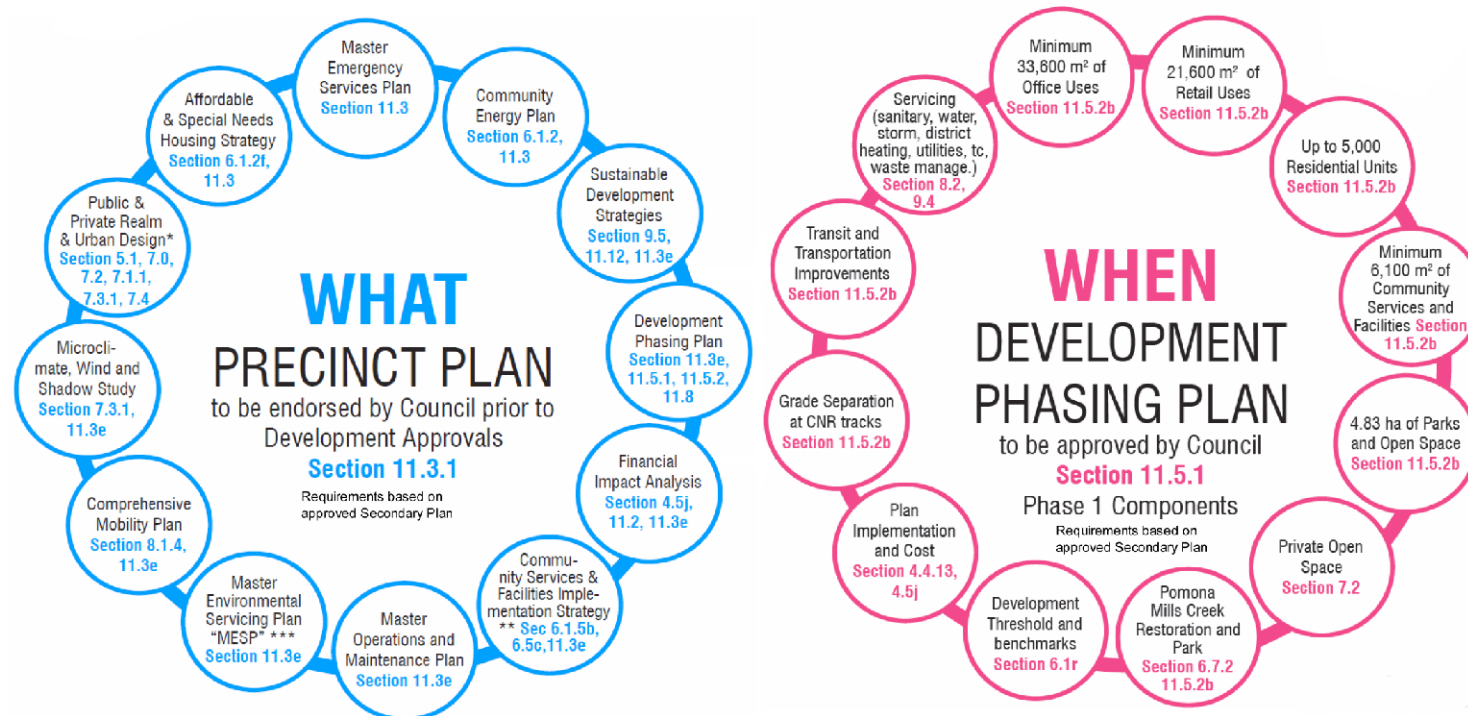 Master
Emergency
Services Plan
Section 11.3
Community
Energy Plan
Section 6.1.2,
11.3
Sustainable
Development
Strategies
Section 9.5,
11.12, 11.3e
Development
Phasing Plan
Section 11.3e,
11.5.1, 11.5.2,
11.8
Financial
Impact Analysis
Section 4.5j,
11.2, 11.3e
Commu-
nity Services &
Facilities Imple-
mentation Strategy
** Sec 6.1.5b,
6.5c,11.3e
Master
Operations and
Maintenance Plan
Section 11.3e
Master
Environmental
Servicing Plan
“MESP” ***
Section 11.3e
Comprehensive
Mobility Plan
Section 8.1.4,
11.3e
Microcli-
mate, Wind and
Shadow Study
Section 7.3.1,
11.3e
Public &
Private Realm
& Urban Design*
Section 5.1, 7.0,
7.2, 7.1.1,
7.3.1, 7.4
Affordable
& Special Needs
Housing Strategy
Section 6.1.2f,
11.3
WHAT
PRECINCT PLAN
to be endorsed by Council prior to
Development Approvals
Section 11.3.1
Requirements based on
approved Secondary Plan
Minimum
33,600 m² of
Office Uses
Section 11.5.2b
Minimum
21,600 m² of
Retail Uses
Section 11.5.2b
Up to 5,000
Residential Units
Section 11.5.2b
Minimum
6,100 m² of
Community
Services and
Facilities Section
11.5.2b
4.83 ha of Parks
and Open Space
Section 11.5.2b
Private Open
Space
Section 7.2
Pomona
Mills Creek
Restoration and
Park
Section 6.7.2
11.5.2b
Development
Threshold and
benchmarks
Section 6.1r
Plan
Implementation
and Cost
Section 4.4.13,
4.5j
Grade Separation
at CNR tracks
Section 11.5.2b
Transit and
Transportation
Improvements
Section 11.5.2b
Servicing
(sanitary, water,
storm, district
heating, utilities, tc,
waste manage.)
Section 8.2,
9.4
WHEN
DEVELOPMENT
PHASING PLAN
to be approved by Council
Section 11.5.1
Phase 1 Components
Requirements based on
approved Secondary Plan